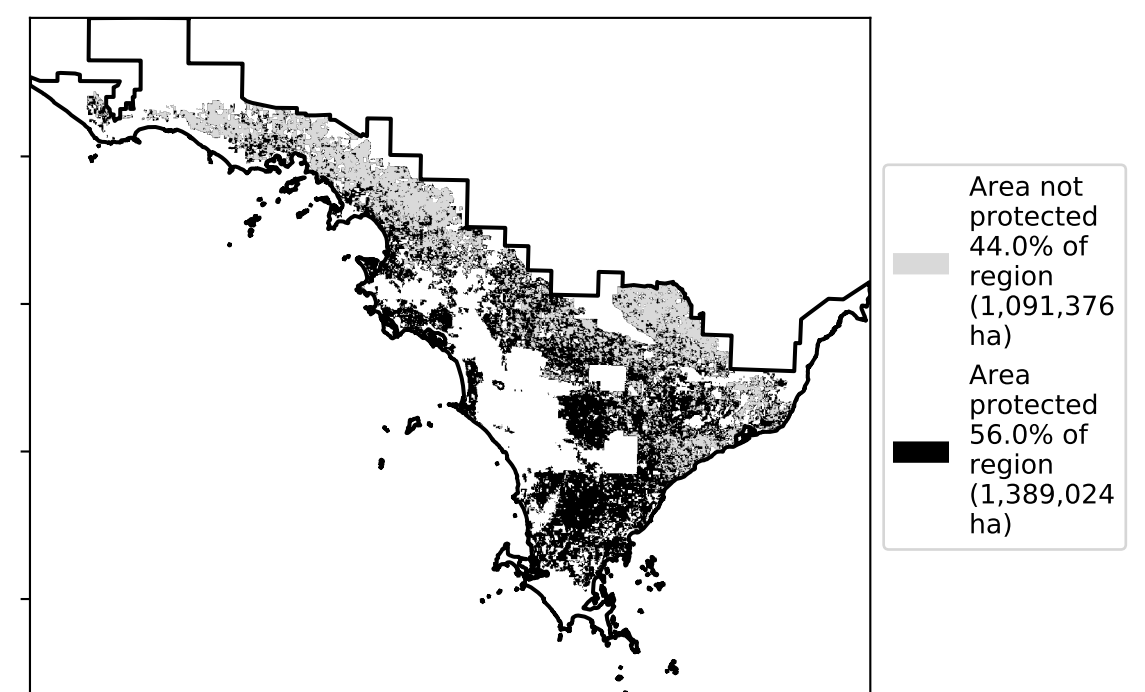 Area not
protected
44.0% of
region
(1,091,376
ha)
Area
protected
56.0% of
region
(1,389,024
ha)